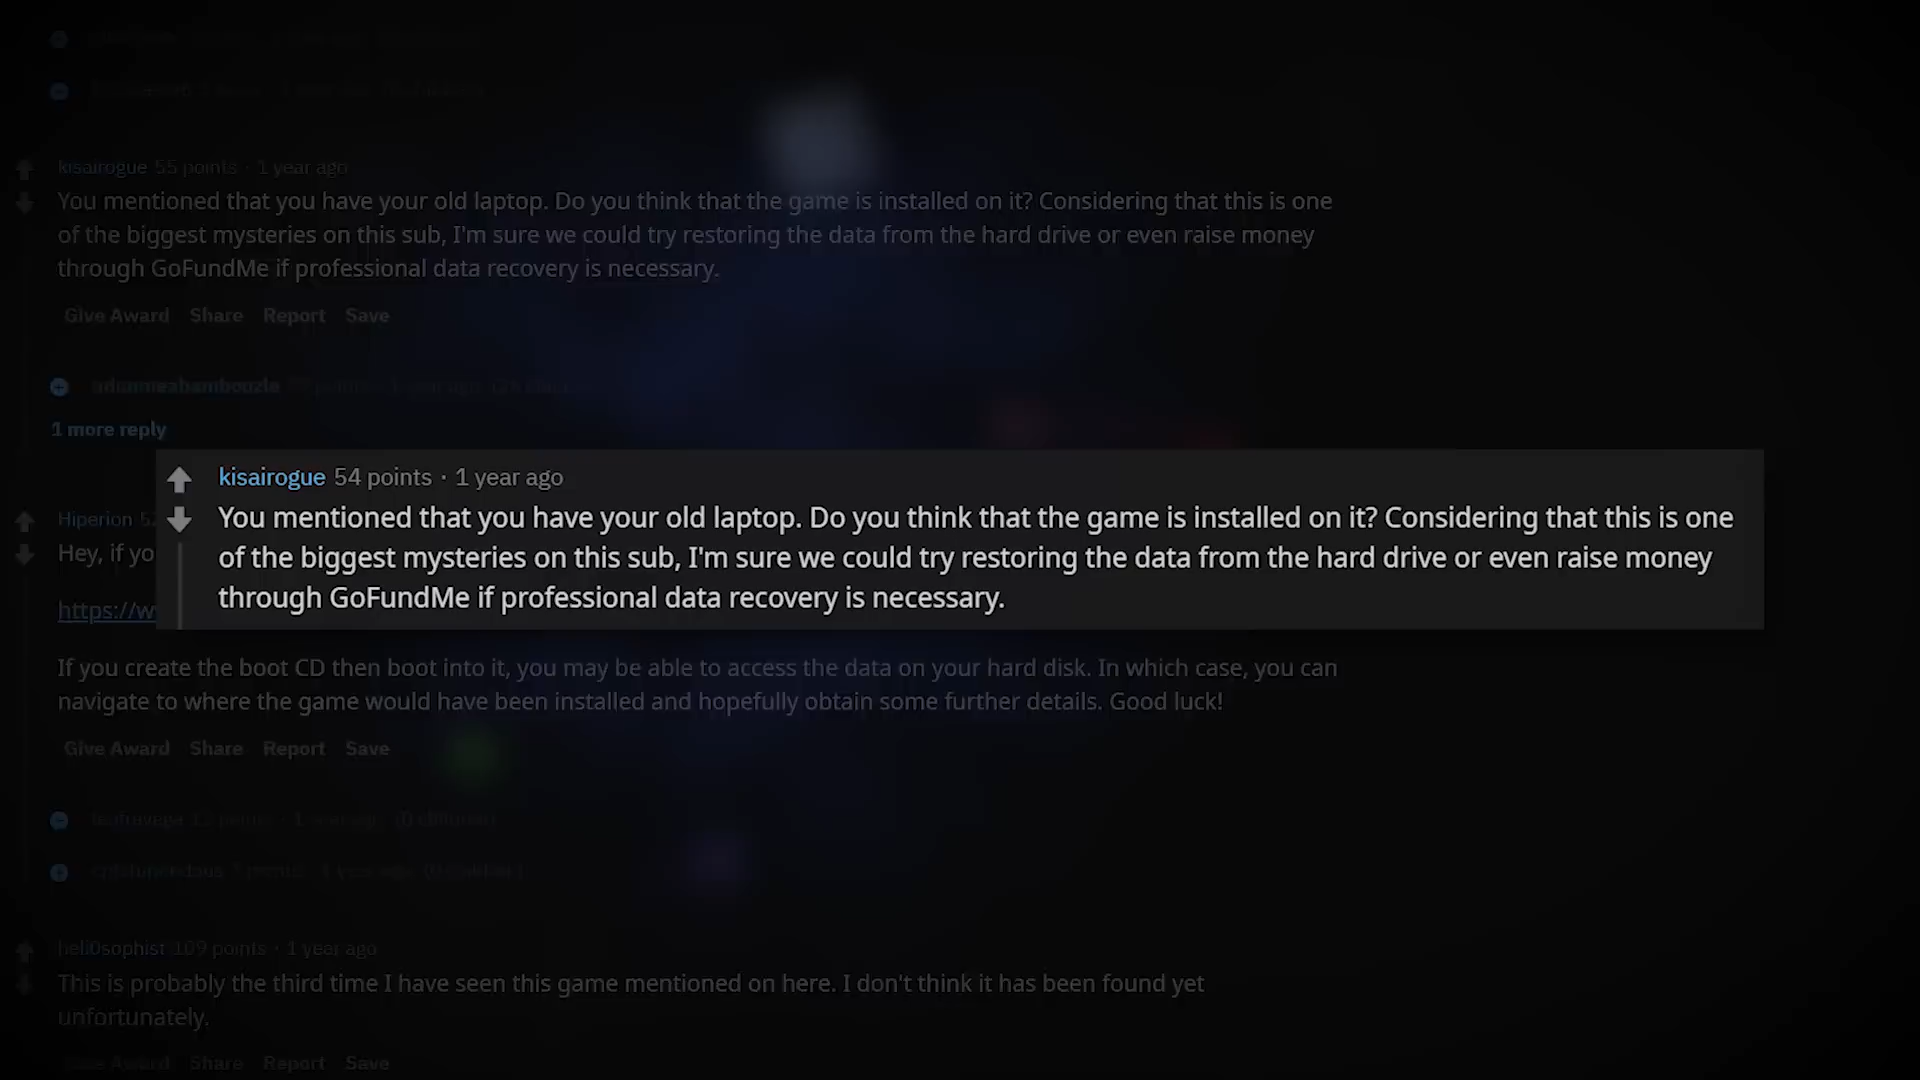 kisairogue 55 points · 1 year ago
You mentioned that you have your old laptop. Do you think that the game is installed on it? Considering that this is one
of the biggest mysteries on this sub, I'm sure we could try restoring the data from the hard drive or even raise money
through GoFundMe if professional data recovery is necessary.
Give Award Share Report Save
1 more reply
kisairogue 54 points · 1 year ago
You mentioned that you have your old laptop. Do you think that the game is installed on it? Considering that this is one
of the biggest mysteries on this sub, I'm sure we could try restoring the data from the hard drive or even raise money
through GoFundMe if professional data recovery is necessary.
Hiperion
Hey, if yo
https://w
If you create the boot CD then boot into it, you may be able to access the data on your hard disk. In which case, you can
navigate to where the game would have been installed and hopefully obtain some further details. Good luck!
Give Award Share Report Save
heli0sophist 109 points · 1 year ago
This is probably the third time I have seen this game mentioned on here. I don't think it has been found yet
unfortunately.
Give Award Share Report Save